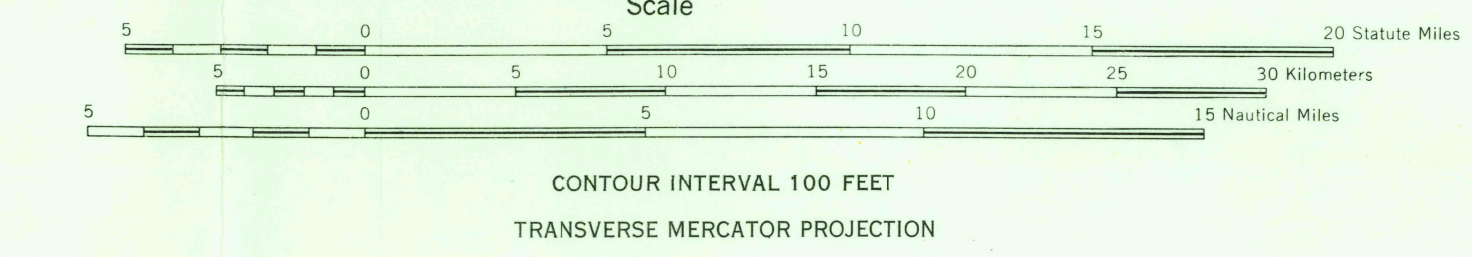 Scale
5 0 5 10 15 20 Statute Miles
5 0 5 10 15 20 25 30 Kilometers
5 0 5 10 15 Nautical Miles
CONTOUR INTERVAL 100 FEET
TRANSVERSE MERCATOR PROJECTION